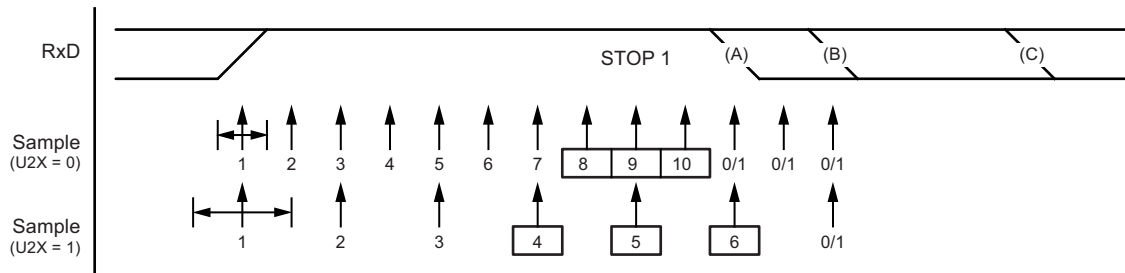 RxD STOP 1 (A) (B) (C)
Sample
(U2X = 0)
1 2 3 4 5 6 7 8 9 10 0/1 0/1 0/1
Sample
(U2X = 1)
1 2 3 4 5 6 0/1